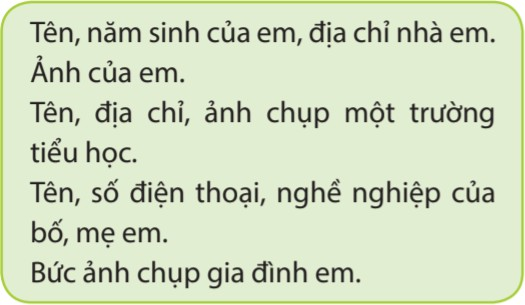 Tên, năm sinh của em, địa chỉ nhà em.
Ảnh của em.
Tên, địa chỉ, ảnh chụp một trường
tiểu học.
Tên, số điện thoại, nghề nghiệp của
bố, mẹ em.
Bức ảnh chụp gia đình em.